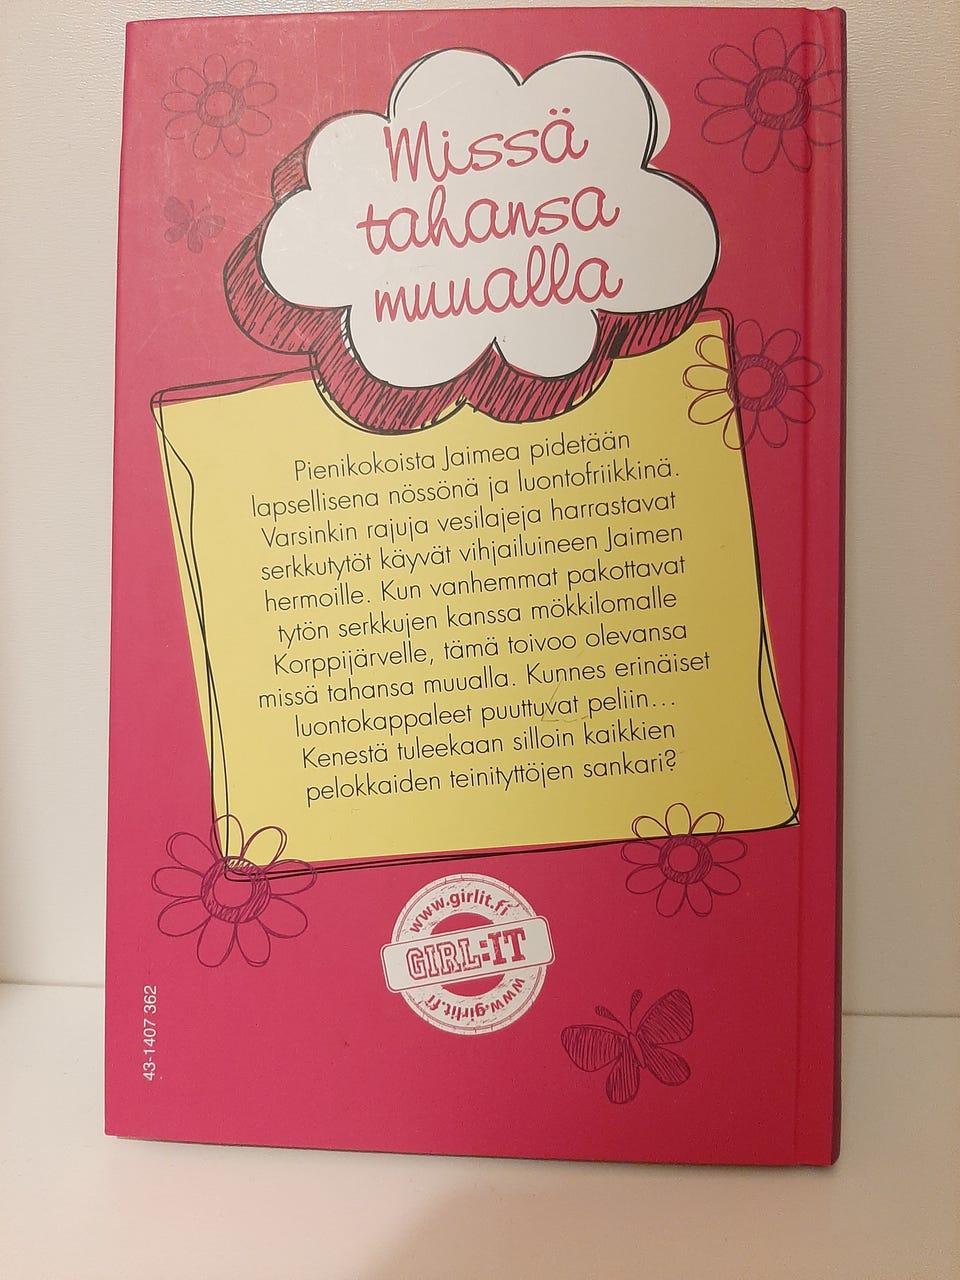 Missä
tahansa
muualla
Pienikokoista Jaimea pidetään
lapsellisena nössönä ja luontofriikkinä.
Varsinkin rajuja vesilajeja harrastavat
serkkutytöt käyvät vihjailuineen Jaimen
hermoille. Kun vanhemmat pakottavat
tytön serkkujen kanssa mökkilomalle
Korppijärvelle, tämä toivoo olevansa
missä tahansa muualla. Kunnes erinäiset
luontokappaleet puuttuvat peliin...
Kenestä tuleekaan silloin kaikkien
pelokkaiden teinityttöjen sankari?
www.girlit.fi
GIRL:IT
www.girlit.fi
43-1407 362